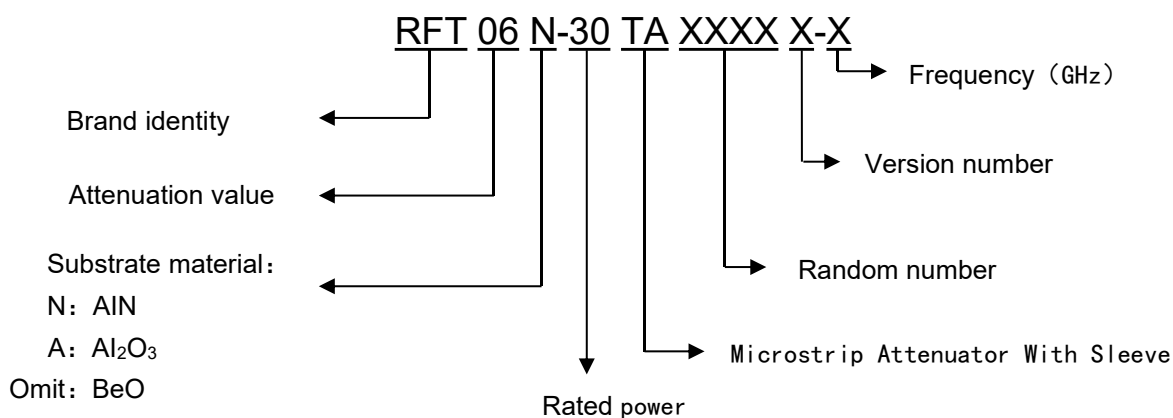 RFT 06 N-30 TA XXXX X-X
Frequency（GHz）
Brand identity
Version number
Attenuation value
Substrate material：
Random number
N：AlN
A：Al₂O₃
Microstrip Attenuator With Sleeve
Omit：BeO
Rated power